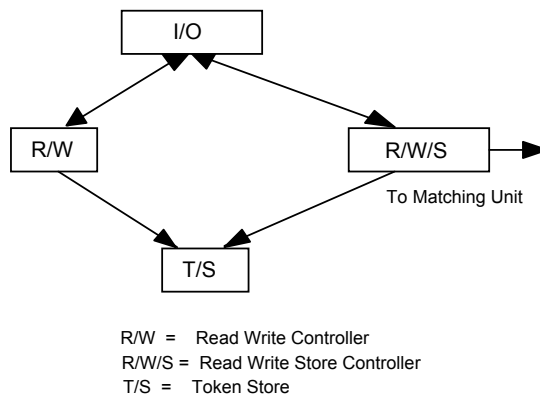 I/O
R/W
R/W/S
To Matching Unit
T/S
R/W = Read Write Controller
R/W/S = Read Write Store Controller
T/S = Token Store